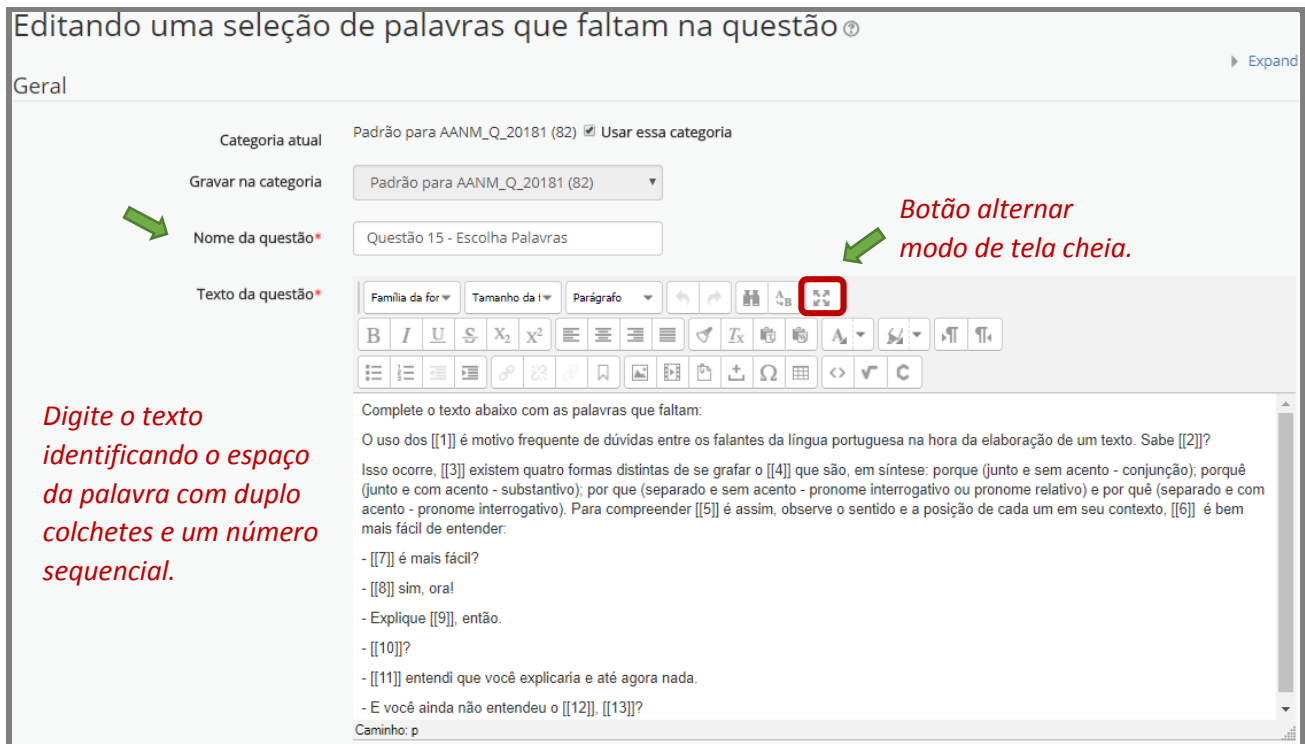 Editando uma seleção de palavras que faltam na questão
Expand
Geral
Categoria atual
Padrão para AANM_Q_20181 (82) Usar essa categoria
Gravar na categoria
Padrão para AANM_Q_20181 (82)
Botão alternar
modo de tela cheia.
Nome da questão*
Questão 15 - Escolha Palavras
Texto da questão*
Família da for
Tamanho da f
Parágrafo
Digite o texto
identificando o espaço
da palavra com duplo
colchetes e um número
sequencial.
Complete o texto abaixo com as palavras que faltam:
O uso dos [[1]] é motivo frequente de dúvidas entre os falantes da língua portuguesa na hora da elaboração de um texto. Sabe [[2]]?
Isso ocorre, [[3]] existem quatro formas distintas de se grafar o [[4]] que são, em síntese: porque (junto e sem acento - conjunção); porquê
(junto e com acento - substantivo); por que (separado e sem acento - pronome interrogativo ou pronome relativo) e por quê (separado e com
acento - pronome interrogativo). Para compreender [[5]] é assim, observe o sentido e a posição de cada um em seu contexto, [[6]] é bem
mais fácil de entender:
- [[7]] é mais fácil?
- [[8]] sim, ora!
- Explique [[9]], então.
- [[10]]?
- [[11]] entendi que você explicaria e até agora nada.
- E você ainda não entendeu o [[12]], [[13]]?
Caminho: p